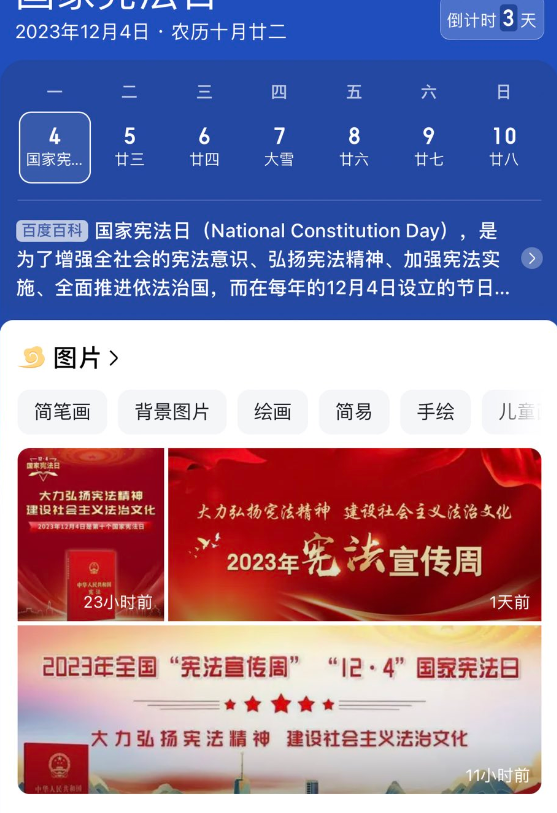 国家宪法日
2023年12月4日·农历十月廿二
倒计时3天
一 二 三 四 五 六 日
4 5 6 7 8 9 10
国家宪... 廿三 廿四 大雪 廿六 廿七 廿八
百度百科 国家宪法日（National Constitution Day），是
为了增强全社会的宪法意识、弘扬宪法精神、加强宪法实
施、全面推进依法治国，而在每年的12月4日设立的节日...
图片
简笔画 背景图片 绘画 简易 手绘 儿童
12·4
国家宪法日
大力弘扬宪法精神
建设社会主义法治文化
2023年12月4日是第十个国家宪法日
中华人民共和国
宪法
23小时前
大力弘扬宪法精神 建设社会主义法治文化
2023年宪法宣传周
1天前
2023年全国“宪法宣传周” “12·4”国家宪法日
大力弘扬宪法精神 建设社会主义法治文化
中华人民共和国
11小时前